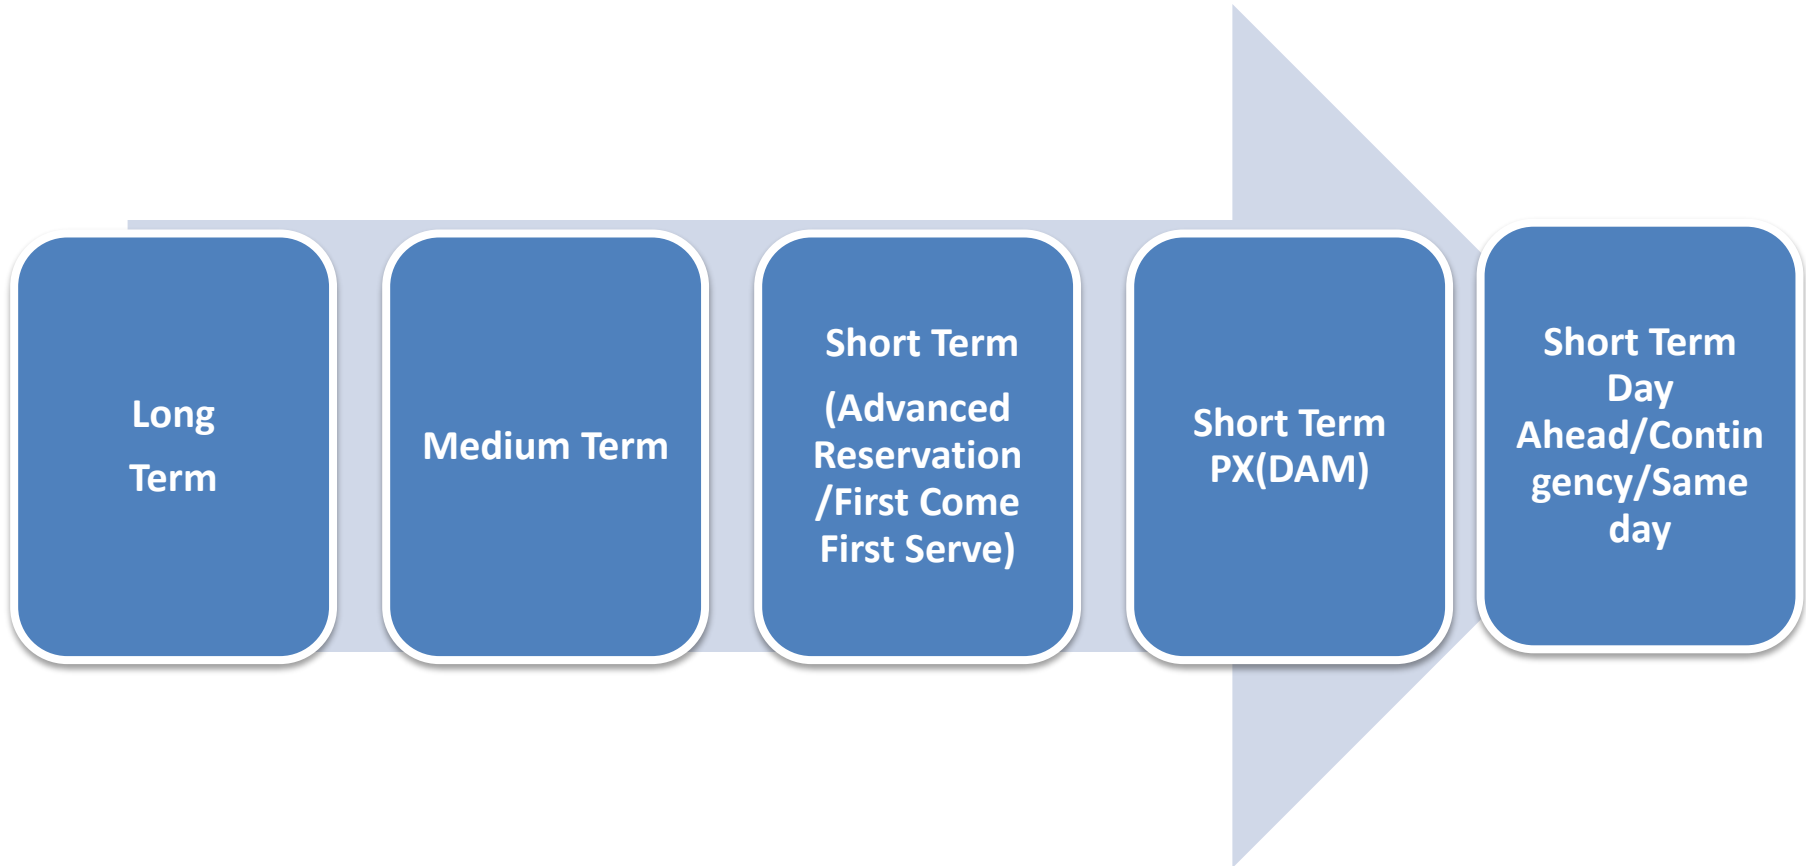 Long
Term
Medium Term
Short Term
(Advanced
Reservation
/First Come
First Serve)
Short Term
PX(DAM)
Short Term
Day
Ahead/Contin
gency/Same
day